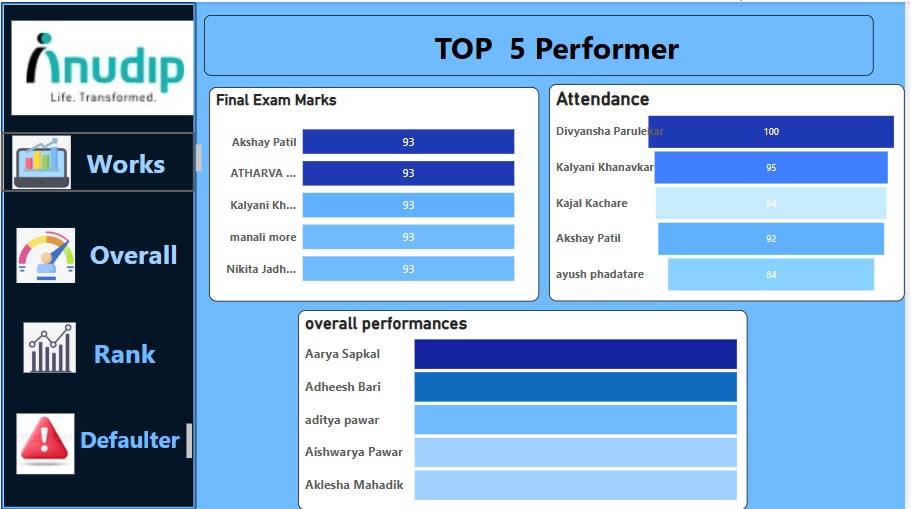 inudip
Life. Transformed.
Works
Overall
Rank
Defaulter
TOP 5 Performer
Final Exam Marks
Akshay Patil 93
ATHARVA ... 93
Kalyani Kh... 93
manali more 93
Nikita Jadh... 93
Attendance
Divyansha Parulekar 100
Kalyani Khanavkar 95
Kajal Kachare 94
Akshay Patil 92
ayush phadatare 84
overall performances
Aarya Sapkal
Adheesh Bari
aditya pawar
Aishwarya Pawar
Aklesha Mahadik